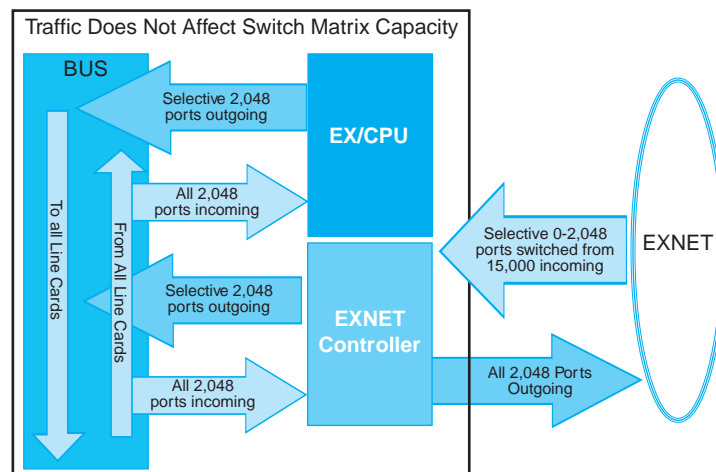 Traffic Does Not Affect Switch Matrix Capacity
BUS
Selective 2,048
ports outgoing
EX/CPU
All 2,048
ports incoming
To all Line Cards
From All Line Cards
Selective 0-2,048
ports switched from
15,000 incoming
EXNET
Selective 2,048
ports outgoing
EXNET
Controller
All 2,048
ports incoming
All 2,048 Ports
Outgoing